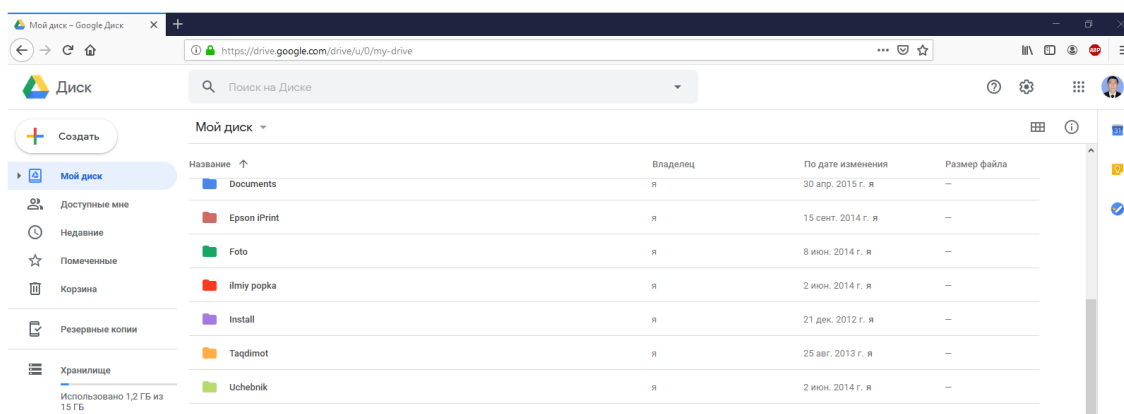 Мой диск – Google Диск
https://drive.google.com/drive/u/0/my-drive
ABP
Диск
Поиск на Диске
Создать
Мой диск
31
Название
Владелец
По дате изменения
Размер файла
Мой диск
Documents
я
30 апр. 2015 г. я
–
Доступные мне
Epson iPrint
я
15 сент. 2014 г. я
–
Недавние
Foto
я
8 июн. 2014 г. я
–
Помеченные
ilmiy popka
я
2 июн. 2014 г. я
–
Корзина
Install
я
21 дек. 2012 г. я
–
Резервные копии
Taqdimot
я
25 авг. 2013 г. я
–
Хранилище
Uchebnik
я
2 июн. 2014 г. я
–
Использовано 1,2 ГБ из
15 ГБ